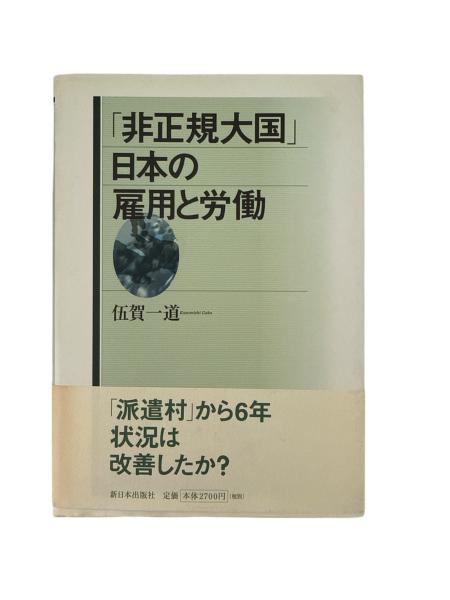 「非正規大国」
日本の
雇用と労働
伍賀一道 Kazumichi Goka
「派遣村」から6年
状況は
改善したか?
新日本出版社 定価 本体2700円 (税別)